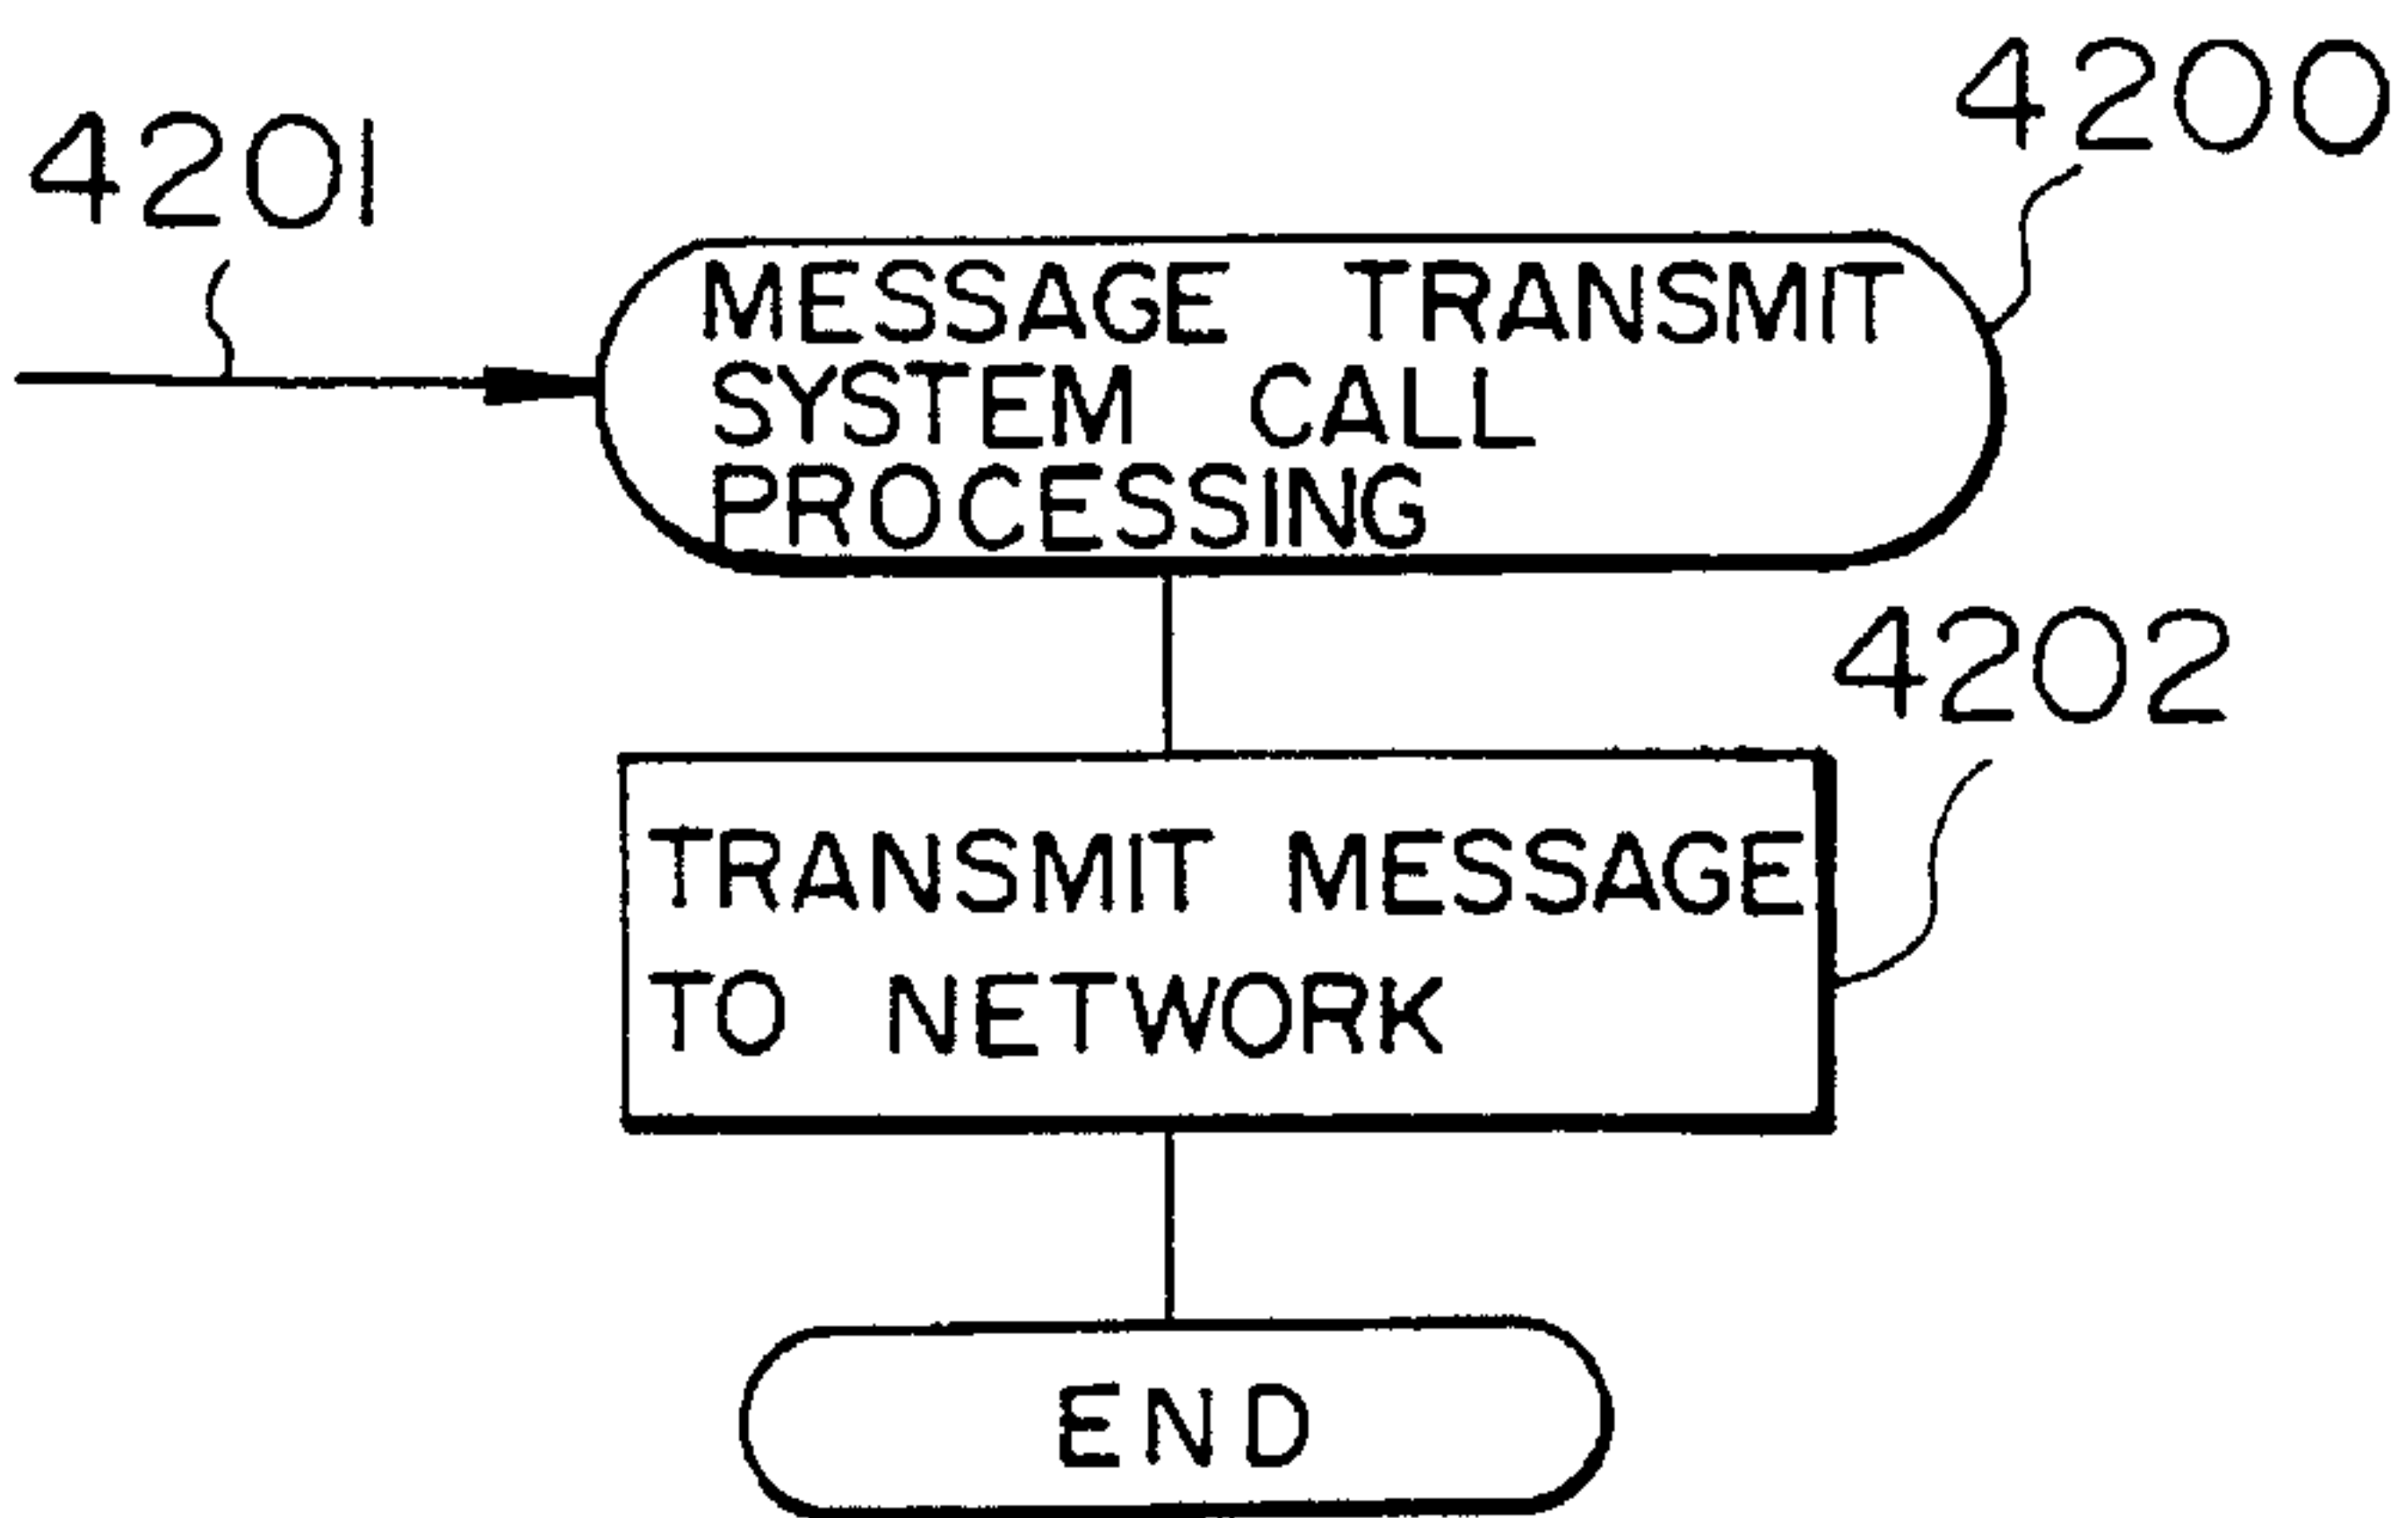 4200
4201
MESSAGE TRANSMIT
SYSTEM CALL
PROCESSING
4202
TRANSMIT MESSAGE
TO NETWORK
END